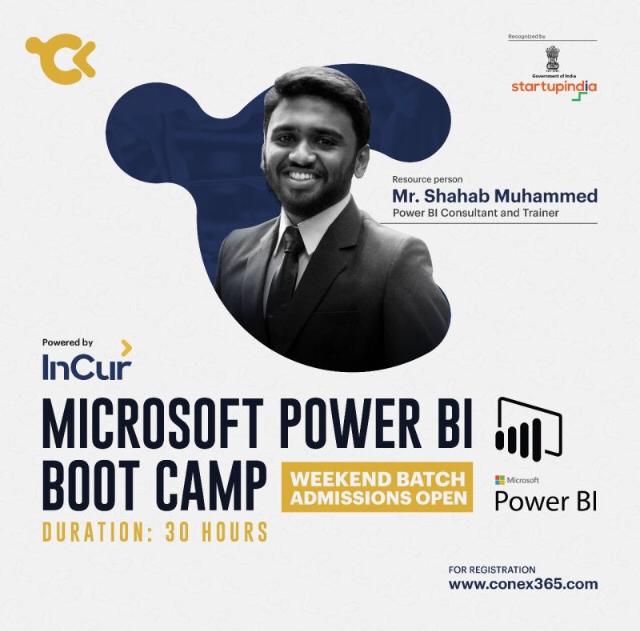 Recognized by
Government of India
startupindia
Resource person
Mr. Shahab Muhammed
Power BI Consultant and Trainer
Powered by
InCur
MICROSOFT POWER BI
BOOT CAMP
WEEKEND BATCH
ADMISSIONS OPEN
DURATION: 30 HOURS
Microsoft
Power BI
FOR REGISTRATION
www.conex365.com